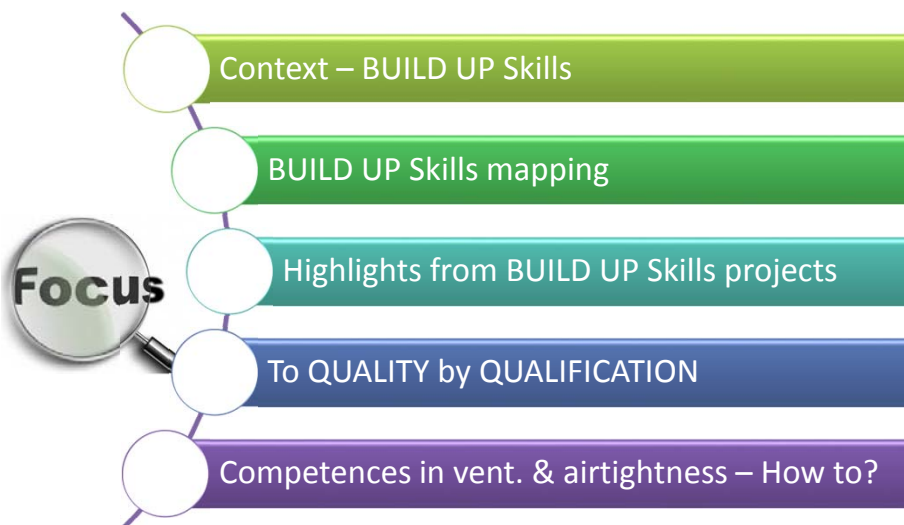 Context – BUILD UP Skills
BUILD UP Skills mapping
Highlights from BUILD UP Skills projects
Focus
To QUALITY by QUALIFICATION
Competences in vent. & airtightness – How to?